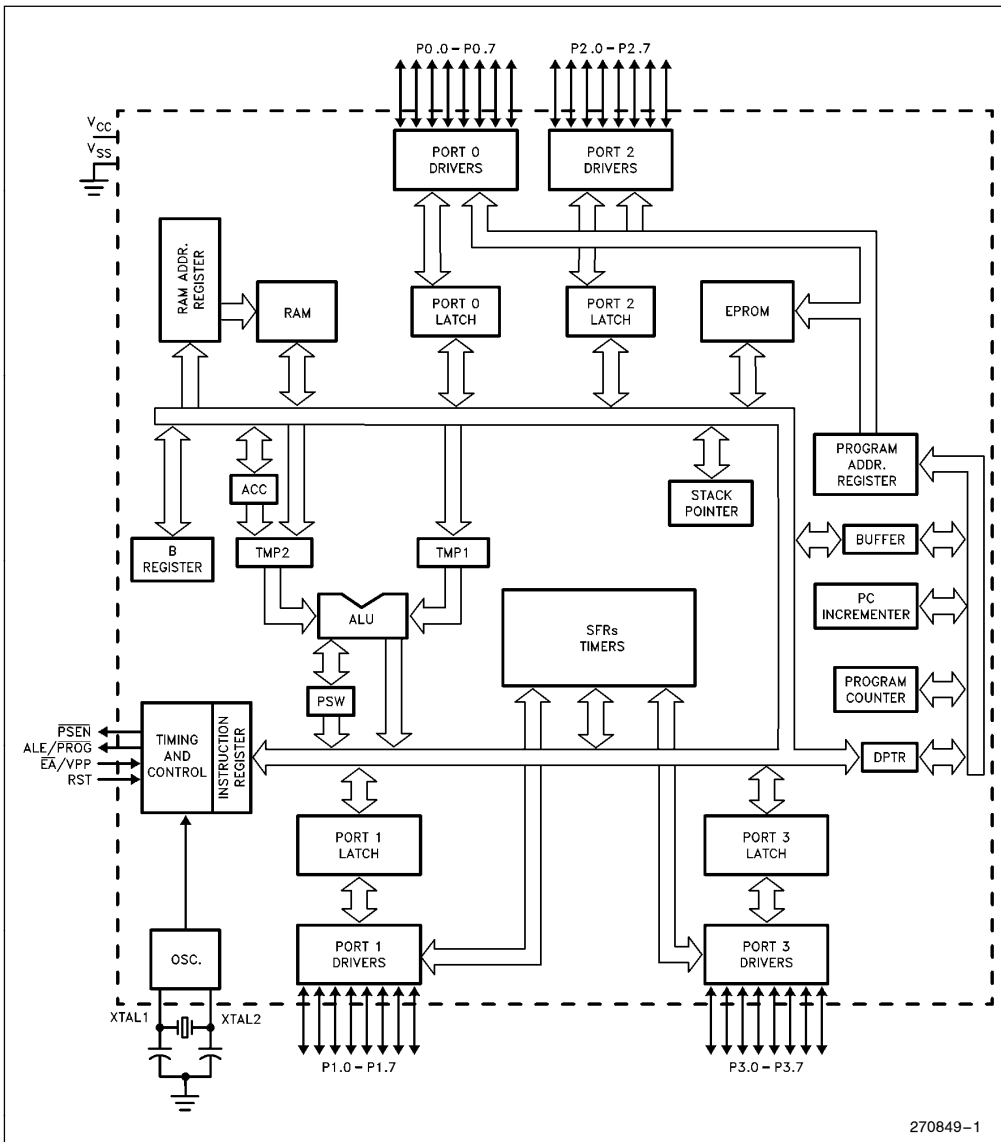 P0.0–P0.7
P2.0–P2.7
VCC
VSS
PORT 0
DRIVERS
PORT 2
DRIVERS
RAM ADDR.
REGISTER
RAM
PORT 0
LATCH
PORT 2
LATCH
EPROM
PROGRAM
ADDR.
REGISTER
ACC
STACK
POINTER
B
REGISTER
TMP2
TMP1
BUFFER
ALU
SFRs
TIMERS
PC
INCREMENTER
PSW
PROGRAM
COUNTER
PSEN
ALE/PROG
EA/VPP
RST
TIMING
AND
CONTROL
INSTRUCTION
REGISTER
DPTR
PORT 1
LATCH
PORT 3
LATCH
OSC.
PORT 1
DRIVERS
PORT 3
DRIVERS
XTAL1
XTAL2
P1.0–P1.7
P3.0–P3.7
270849–1